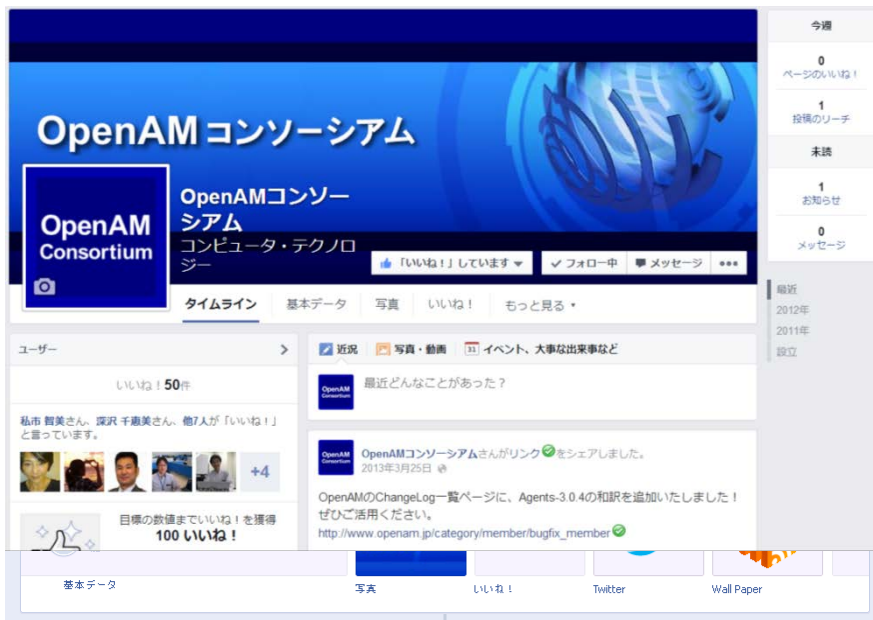 OpenAM コンソーシアム
OpenAM
Consortium
OpenAMコンソー
シアム
コンピュータ・テクノロ
ジー
「いいね！」しています
フォロー中
メッセージ
タイムライン
基本データ
写真
いいね！
もっと見る
今週
0
ページのいいね！
1
投稿のリーチ
未読
1
お知らせ
0
メッセージ
最近
2012年
2011年
設立
ユーザー
いいね！50件
私市 智美さん、深沢 千恵美さん、他7人が「いいね！」
と言っています。
+4
目標の数値までいいね！を獲得
100 いいね！
近況
写真・動画
31 イベント、大事な出来事など
OpenAM
Consortium
最近どんなことがあった？
OpenAM
Consortium
OpenAMコンソーシアムさんがリンクをシェアしました。
2013年3月25日
OpenAMのChangeLog一覧ページに、Agents-3.0.4の和訳を追加いたしました！
ぜひご活用ください。
http://www.openam.jp/category/member/bugfix_member
基本データ
写真
いいね！
Twitter
Wall Paper